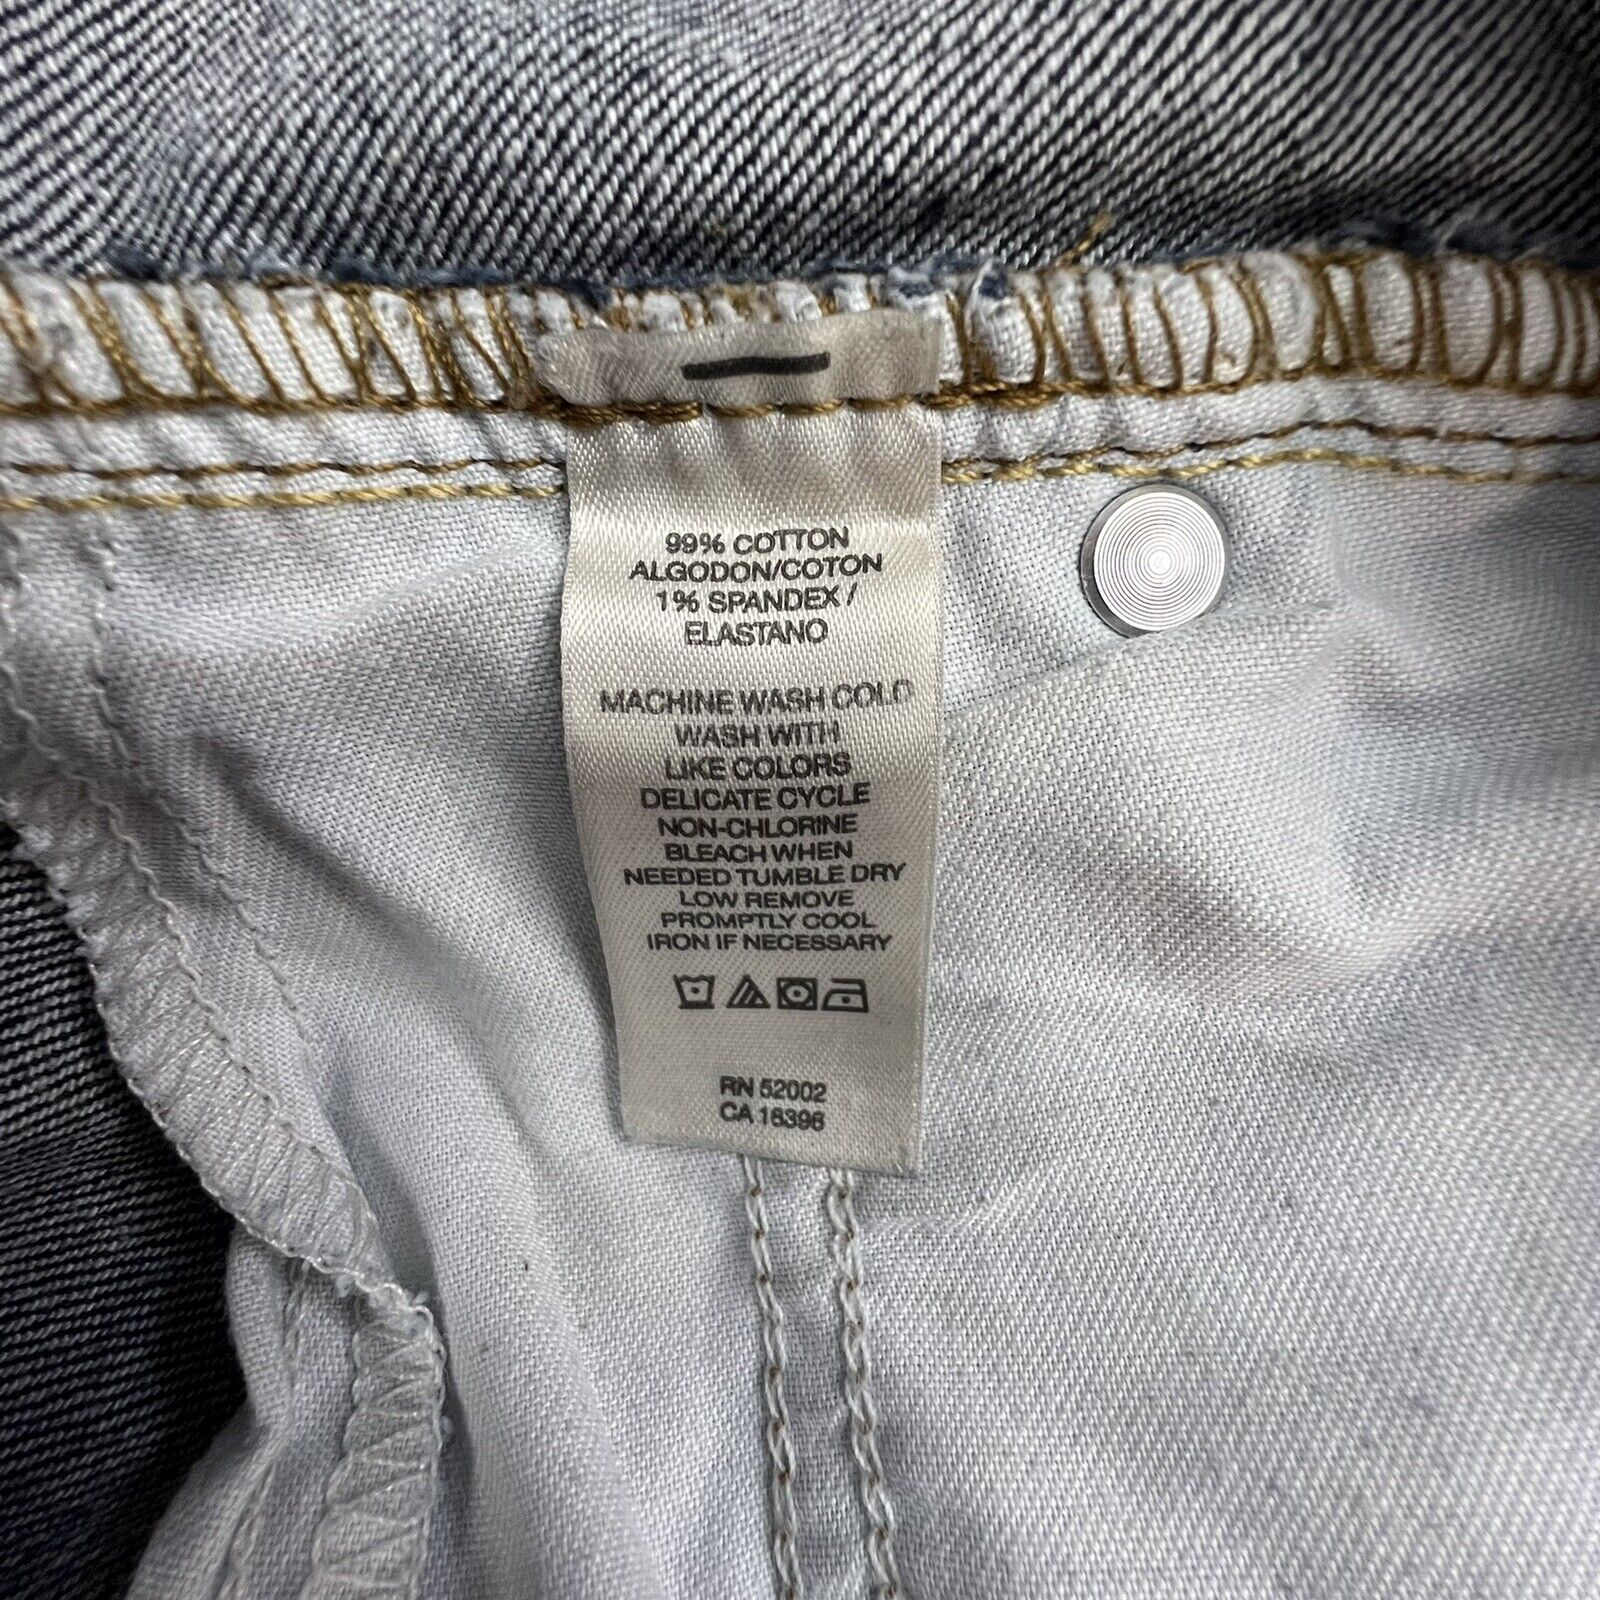 99% COTTON
ALGODON/COTON
1% SPANDEX/
ELASTANO
MACHINE WASH COLD
WASH WITH
LIKE COLORS
DELICATE CYCLE
NON-CHLORINE
BLEACH WHEN
NEEDED TUMBLE DRY
LOW REMOVE
PROMPTLY COOL
IRON IF NECESSARY
RN 52002
CA 16396